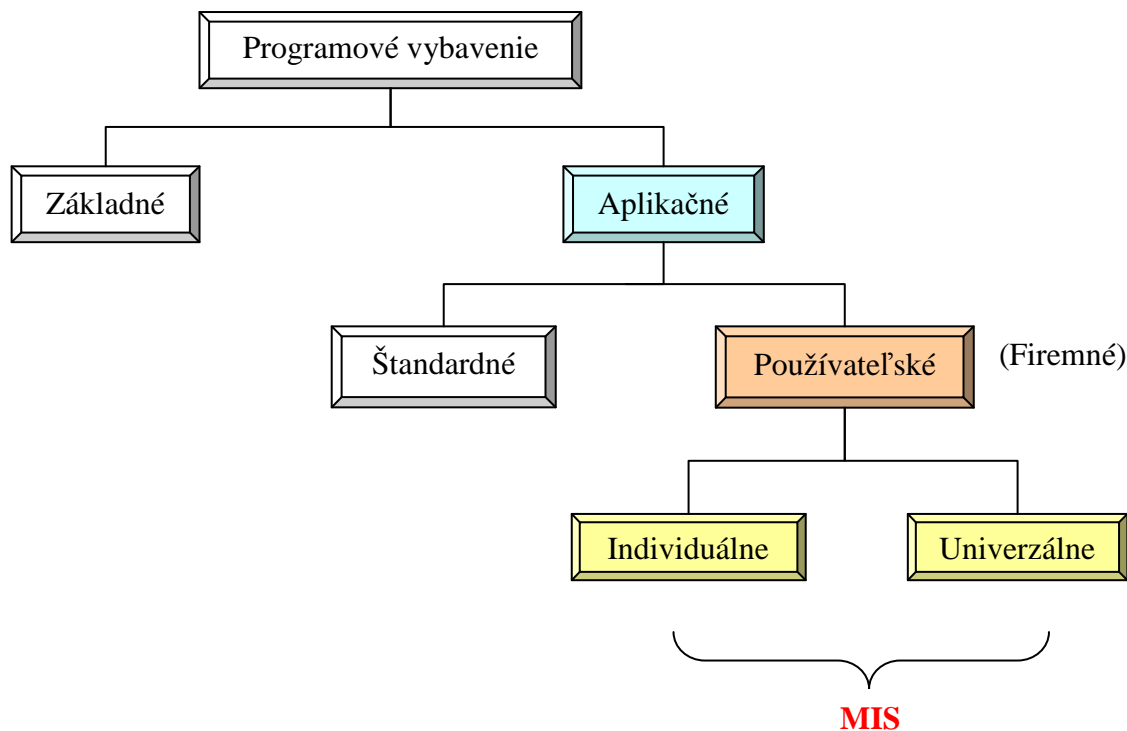 Programové vybavenie
Základné
Aplikačné
Štandardné
Používateľské
(Firemné)
Individuálne
Univerzálne
MIS